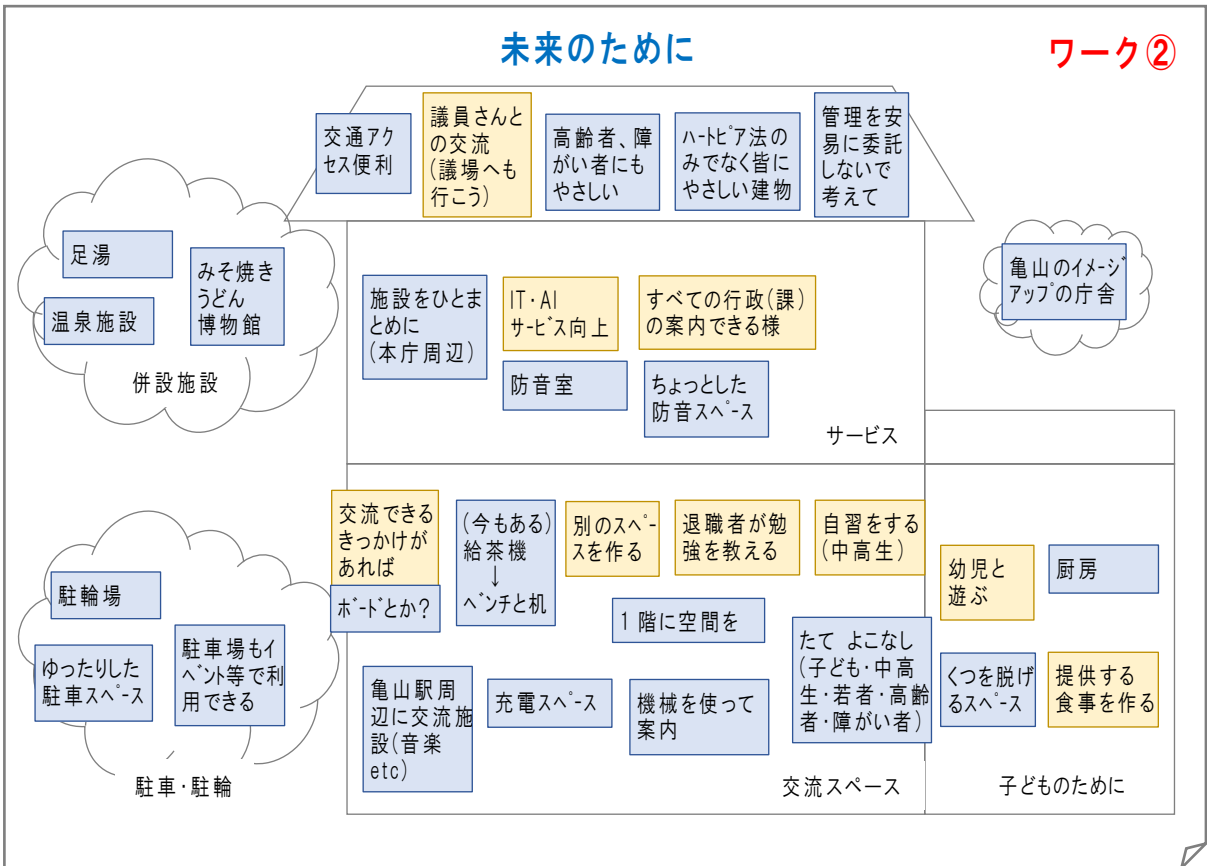 未来のために
ワーク②
交通アク
セス便利
議員さんと
の交流
(議場へも
行こう)
高齢者、障
がい者にも
やさしい
ハートピア法の
みでなく皆に
やさしい建物
管理を安
易に委託
しないで
考えて
足湯
温泉施設
みそ焼き
うどん
博物館
併設施設
施設をひとま
とめに
(本庁周辺)
IT・AI
サービス向上
すべての行政(課)
の案内できる様
防音室
ちょっとした
防音スペース
サービス
亀山のイメージ
アップの庁舎
駐輪場
ゆったりした
駐車スペース
駐車場もイ
ベント等で利
用できる
駐車・駐輪
交流できる
きっかけが
あれば
ボードとか?
(今もある)
給茶機
↓
ベンチと机
別のスペー
スを作る
退職者が勉
強を教える
自習をする
(中高生)
1階に空間を
亀山駅周
辺に交流施
設(音楽
etc)
充電スペース
機械を使って
案内
たて よこなし
(子ども・中高
生・若者・高齢
者・障がい者)
交流スペース
幼児と
遊ぶ
厨房
くつを脱げ
るスペース
提供する
食事を作る
子どものために